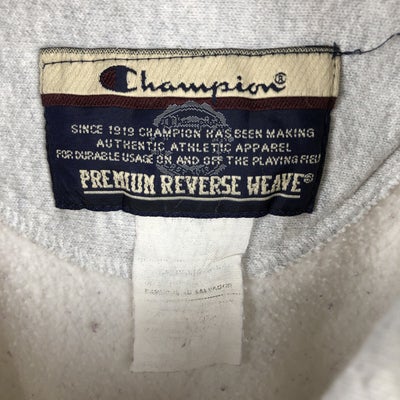 Champion®
SINCE 1919 CHAMPION HAS BEEN MAKING
AUTHENTIC ATHLETIC APPAREL
FOR DURABLE USAGE ON AND OFF THE PLAYING FIELD
PREMIUM REVERSE WEAVE®
SALVADOR